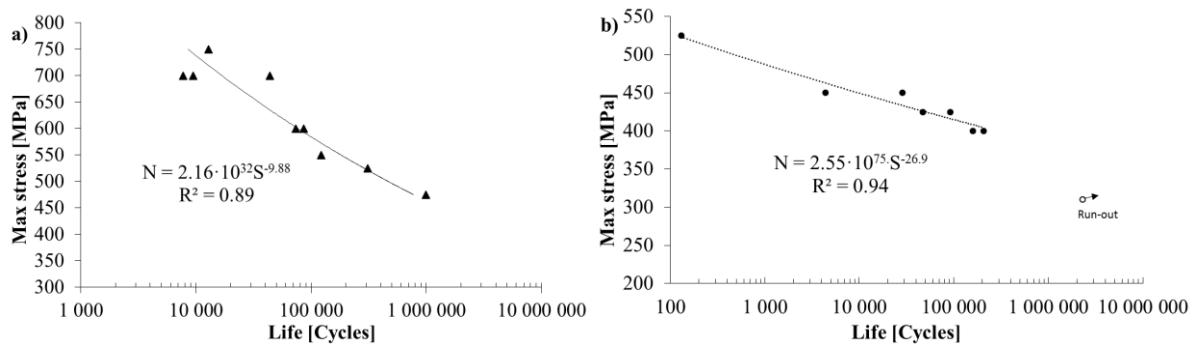 a)
Max stress [MPa]
800
750
700
650
600
550
500
450
400
350
300
N = 2.16·10³²S⁻⁹·⁸⁸
R² = 0.89
1 000
10 000
100 000
1 000 000
10 000 000
Life [Cycles]
b)
Max stress [MPa]
550
500
450
400
350
300
250
200
N = 2.55·10⁷⁵·S⁻²⁶·⁹
R² = 0.94
Run-out
100
1 000
10 000
100 000
1 000 000
10 000 000
Life [Cycles]